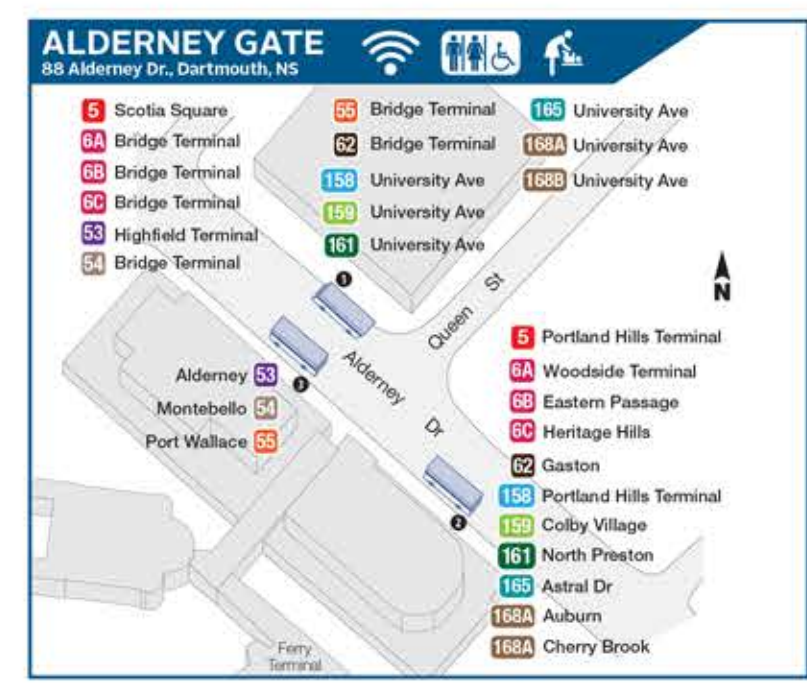 ALDERNEY GATE
88 Alderney Dr., Dartmouth, NS
5 Scotia Square
6A Bridge Terminal
6B Bridge Terminal
6C Bridge Terminal
53 Highfield Terminal
54 Bridge Terminal
55 Bridge Terminal
62 Bridge Terminal
158 University Ave
159 University Ave
161 University Ave
165 University Ave
168A University Ave
168B University Ave
1
Queen St
N
Alderney Dr
3
Alderney 53
Montebello 54
Port Wallace 55
2
5 Portland Hills Terminal
6A Woodside Terminal
6B Eastern Passage
6C Heritage Hills
62 Gaston
158 Portland Hills Terminal
159 Colby Village
161 North Preston
165 Astral Dr
168A Auburn
168A Cherry Brook
Ferry
Terminal